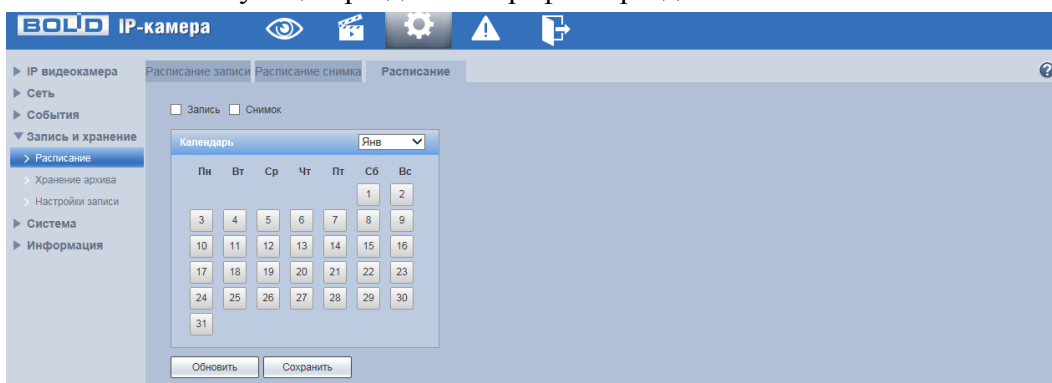 BOLID IP-камера
IP видеокамера
Сеть
События
Запись и хранение
Расписание
Хранение архива
Настройки записи
Система
Информация
Расписание записи Расписание снимка Расписание
Запись Снимок
Календарь Янв
Пн Вт Ср Чт Пт Сб Вс
1 2
3 4 5 6 7 8 9
10 11 12 13 14 15 16
17 18 19 20 21 22 23
24 25 26 27 28 29 30
31
Обновить Сохранить